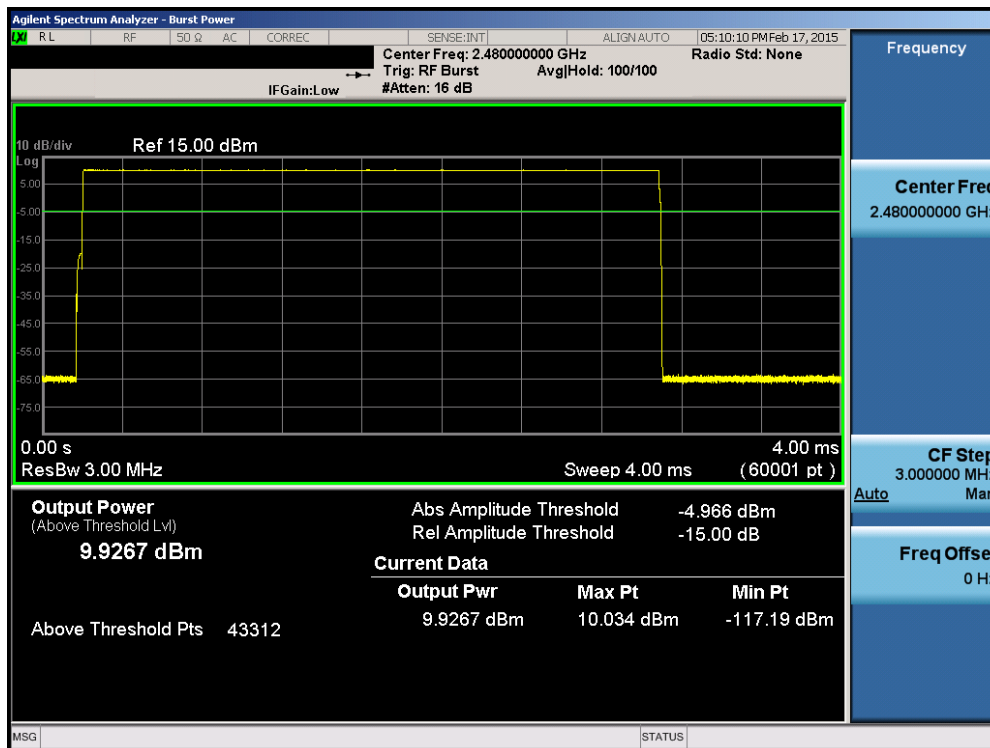 Agilent Spectrum Analyzer - Burst Power
LXI RL RF 50 Ω AC CORREC SENSE:INT ALIGN AUTO 05:10:10 PM Feb 17, 2015
Center Freq: 2.480000000 GHz Radio Std: None
Trig: RF Burst Avg|Hold: 100/100
IFGain:Low #Atten: 16 dB
10 dB/div Ref 15.00 dBm
Log
5.00
-5.00
-15.0
-25.0
-35.0
-45.0
-55.0
-65.0
-75.0
0.00 s 4.00 ms
ResBw 3.00 MHz Sweep 4.00 ms (60001 pt)
Output Power
(Above Threshold Lvl)
9.9267 dBm
Above Threshold Pts 43312
Abs Amplitude Threshold -4.966 dBm
Rel Amplitude Threshold -15.00 dB
Current Data
Output Pwr Max Pt Min Pt
9.9267 dBm 10.034 dBm -117.19 dBm
Frequency
Center Freq
2.480000000 GHz
CF Step
3.000000 MHz
Auto Man
Freq Offse
0 Hz
MSG STATUS